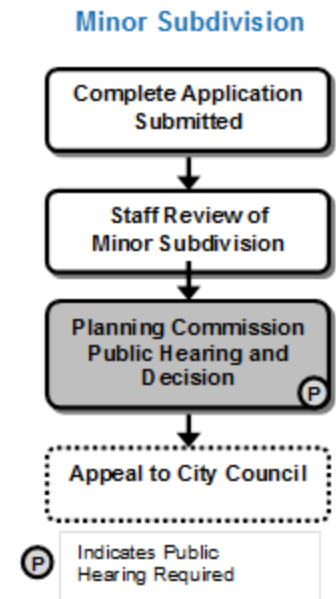 Minor Subdivision
Complete Application
Submitted
Staff Review of
Minor Subdivision
Planning Commission
Public Hearing and
Decision
P
Appeal to City Council
P
Indicates Public
Hearing Required